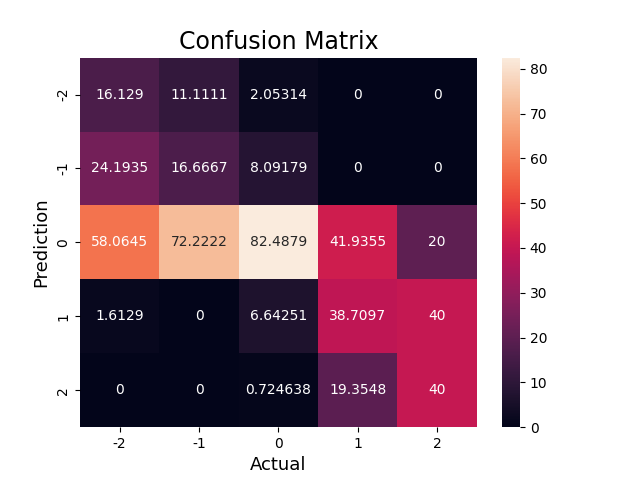 Confusion Matrix
-2 16.129 11.1111 2.05314 0 0
-1 24.1935 16.6667 8.09179 0 0
0 58.0645 72.2222 82.4879 41.9355 20
1 1.6129 0 6.64251 38.7097 40
2 0 0 0.724638 19.3548 40
-2 -1 0 1 2
Actual
Prediction
80
70
60
50
40
30
20
10
0